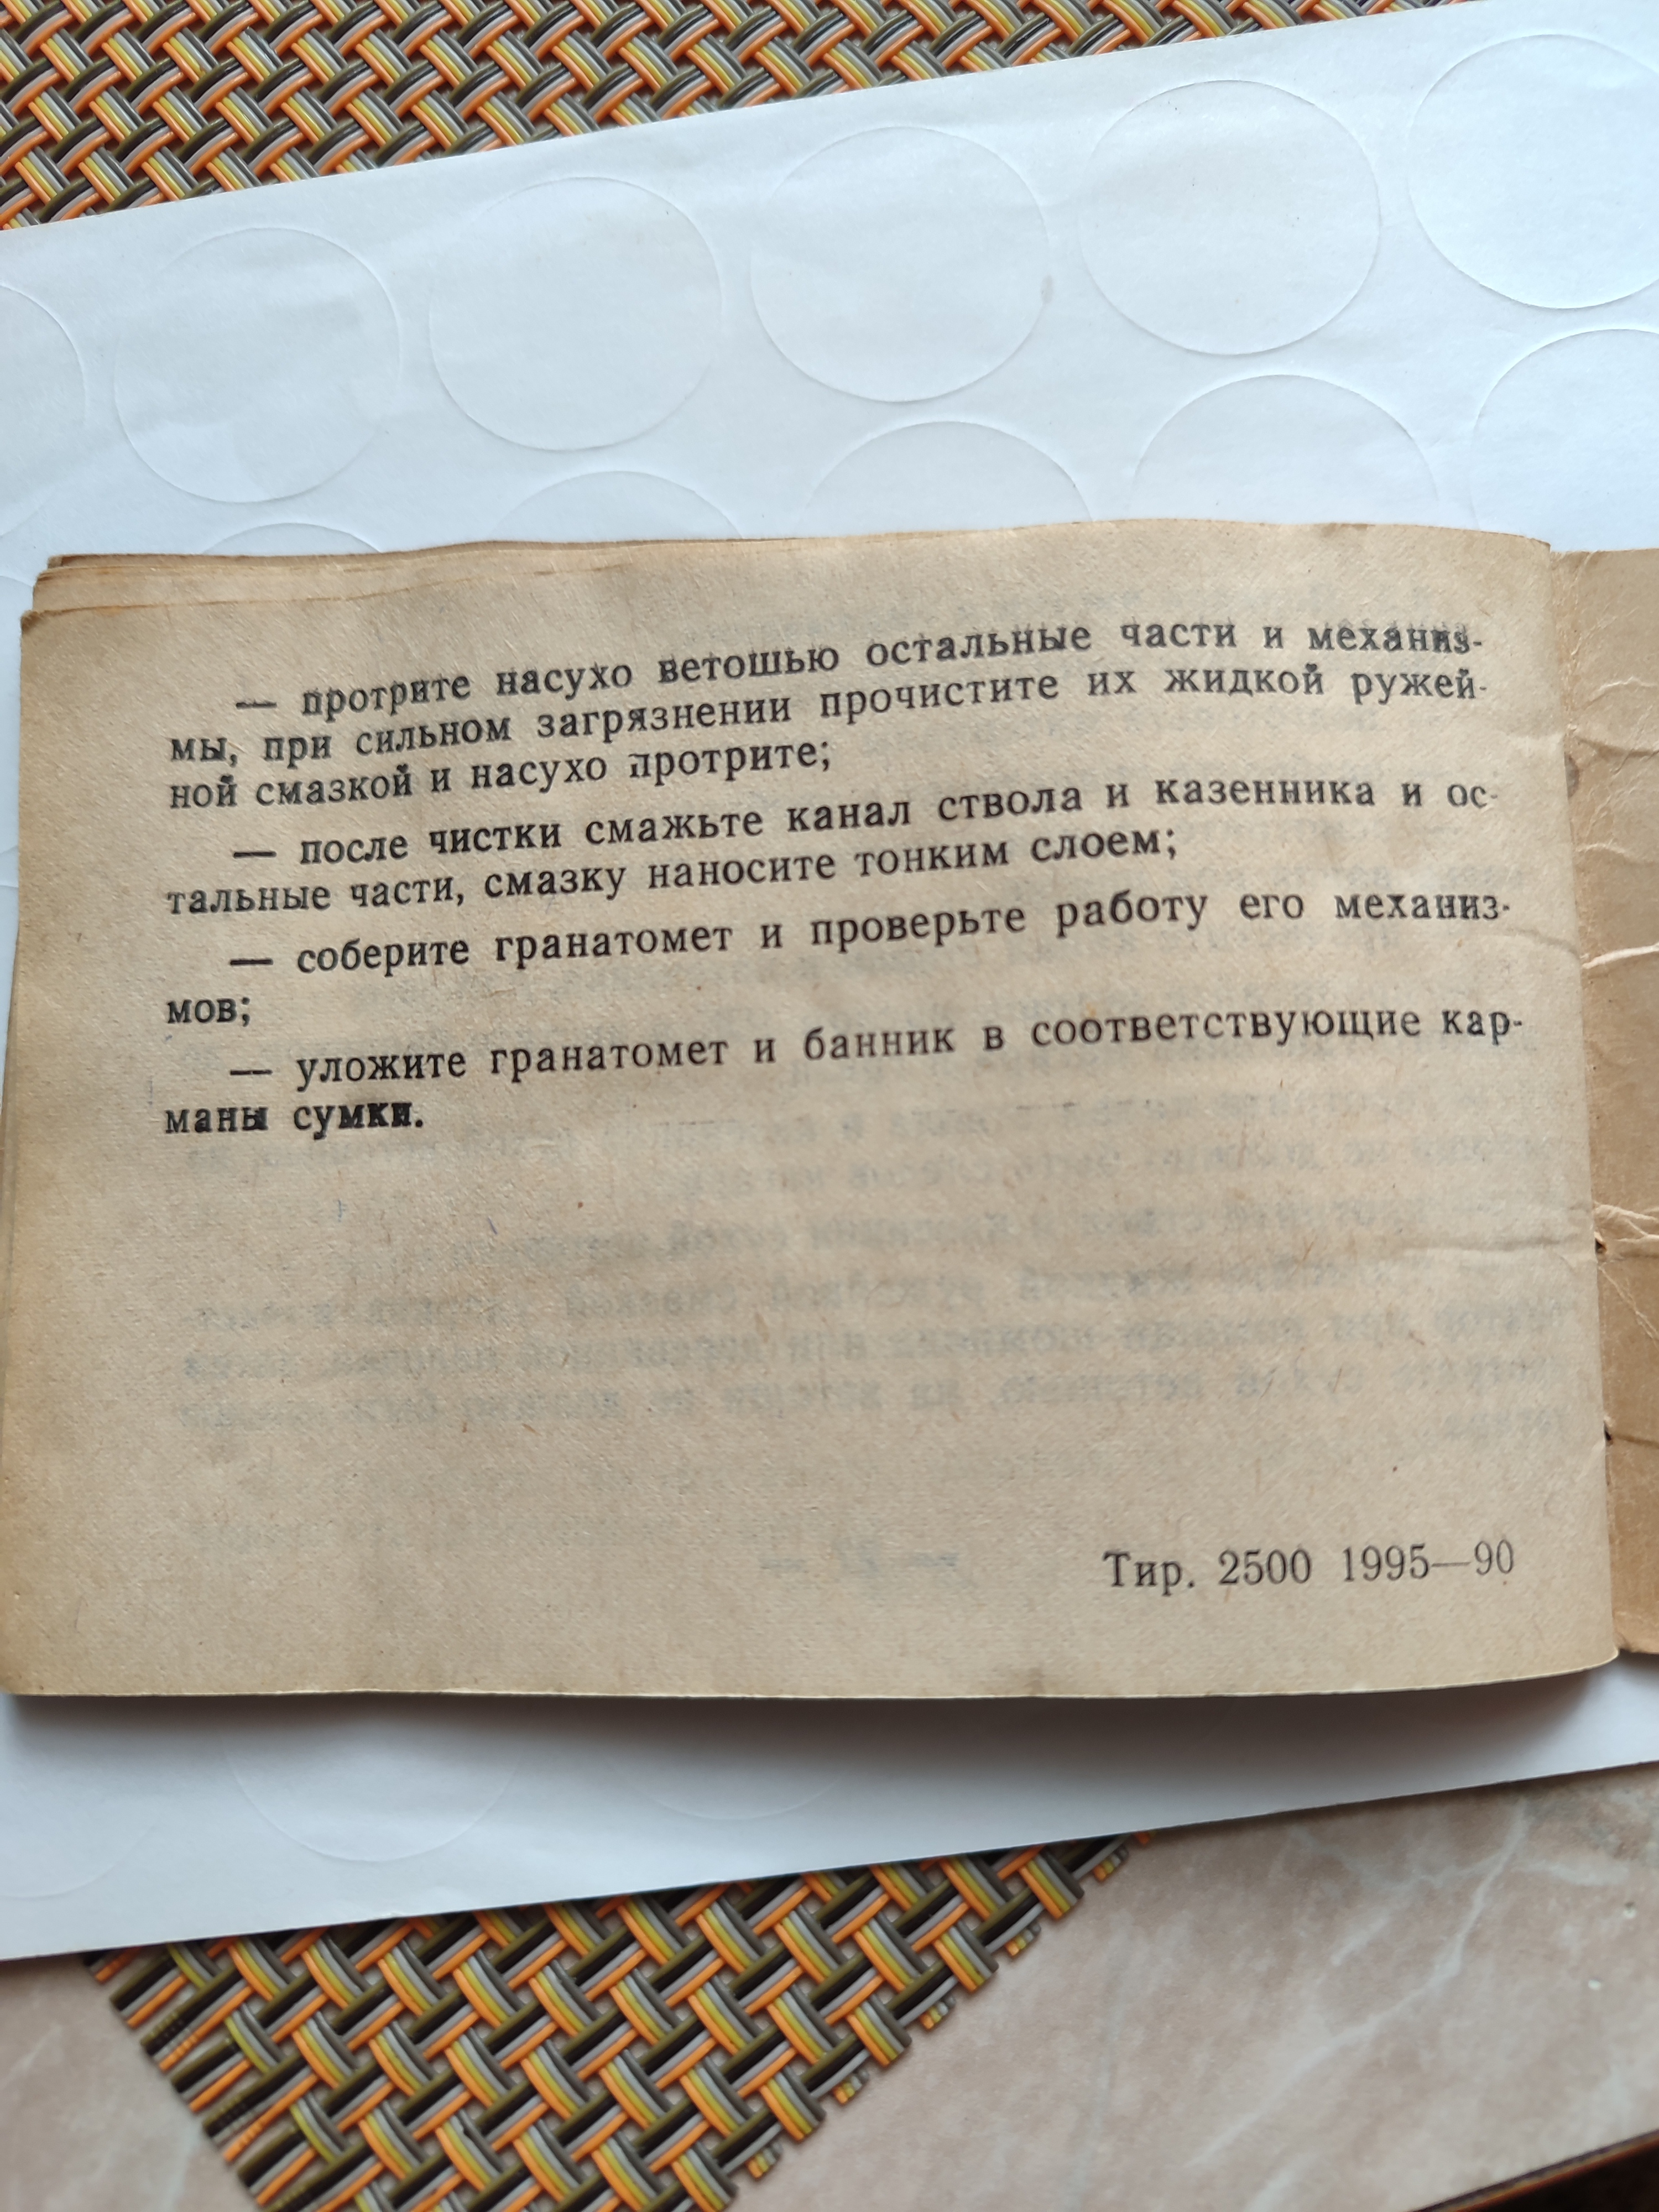 — протрите насухо ветошью остальные части и механиз-
мы, при сильном загрязнении прочистите их жидкой ружей-
ной смазкой и насухо протрите;
— после чистки смажьте канал ствола и казенника и ос-
тальные части, смазку наносите тонким слоем;
— соберите гранатомет и проверьте работу его механиз-
мов;
— уложите гранатомет и банник в соответствующие кар-
маны сумки.
Тир. 2500 1995—90